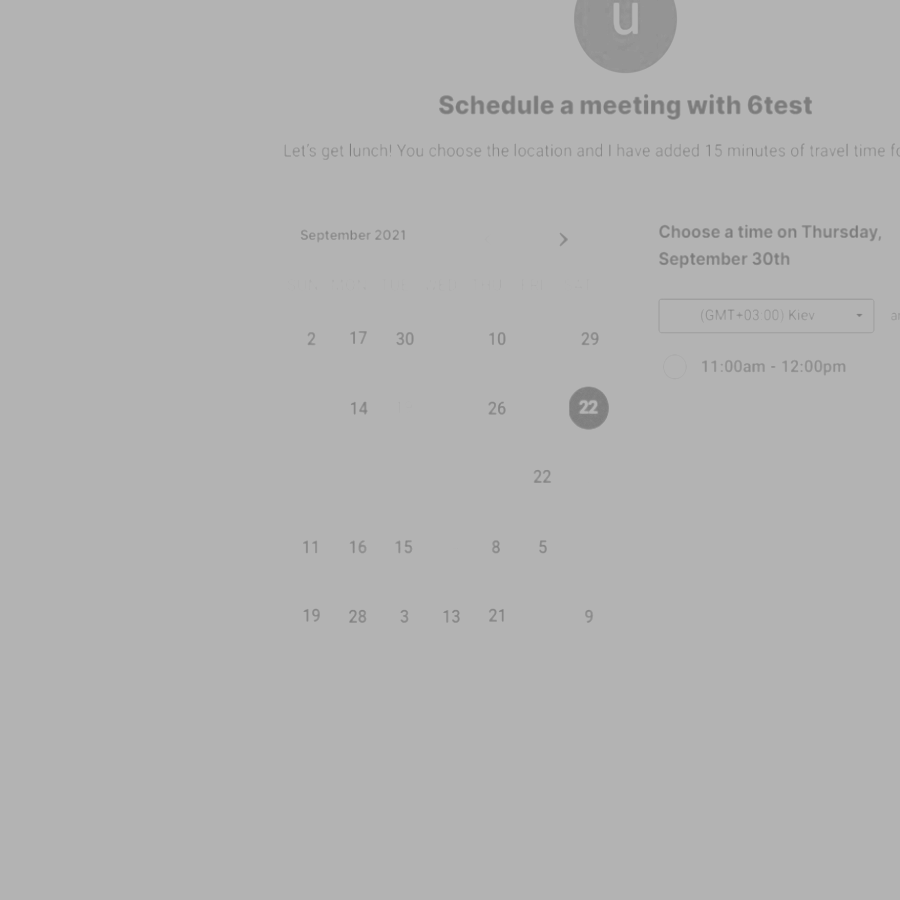 u
Schedule a meeting with 6test
Let's get lunch! You choose the location and I have added 15 minutes of travel time
September 2021
Choose a time on Thursday,
September 30th
(GMT+03:00) Kiev
11:00am - 12:00pm
2 17 30 10 29
14 26 22
22
11 16 15 8 5
19 28 3 13 21 9